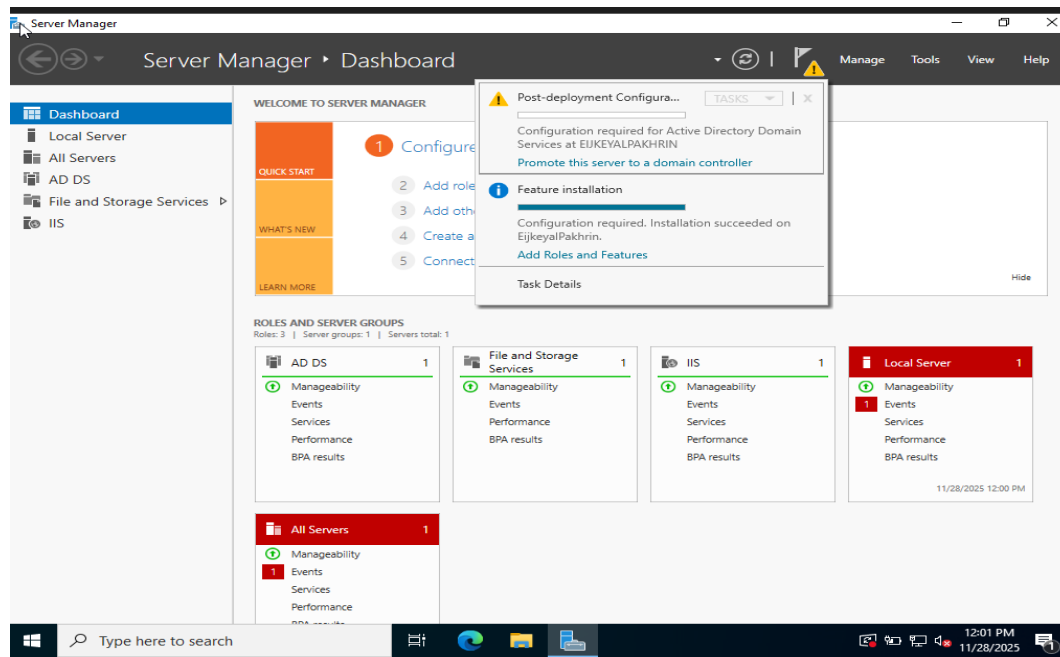 Server Manager
Server Manager ‣ Dashboard
Manage Tools View Help
Dashboard
Local Server
All Servers
AD DS
File and Storage Services
IIS
WELCOME TO SERVER MANAGER
QUICK START
WHAT'S NEW
LEARN MORE
1 Configure
2 Add role
3 Add oth
4 Create a
5 Connect
Hide
Post-deployment Configura... TASKS X
Configuration required for Active Directory Domain
Services at EIJKEYALPAKHRIN
Promote this server to a domain controller
Feature installation
Configuration required. Installation succeeded on
EijkeyalPakhrin.
Add Roles and Features
Task Details
ROLES AND SERVER GROUPS
Roles: 3 | Server groups: 1 | Servers total: 1
AD DS 1
Manageability
Events
Services
Performance
BPA results
File and Storage
Services 1
Manageability
Events
Performance
BPA results
IIS 1
Manageability
Events
Services
Performance
BPA results
Local Server 1
Manageability
1 Events
Services
Performance
BPA results
11/28/2025 12:00 PM
All Servers 1
Manageability
1 Events
Services
Performance
BPA results
Type here to search
12:01 PM
11/28/2025
1